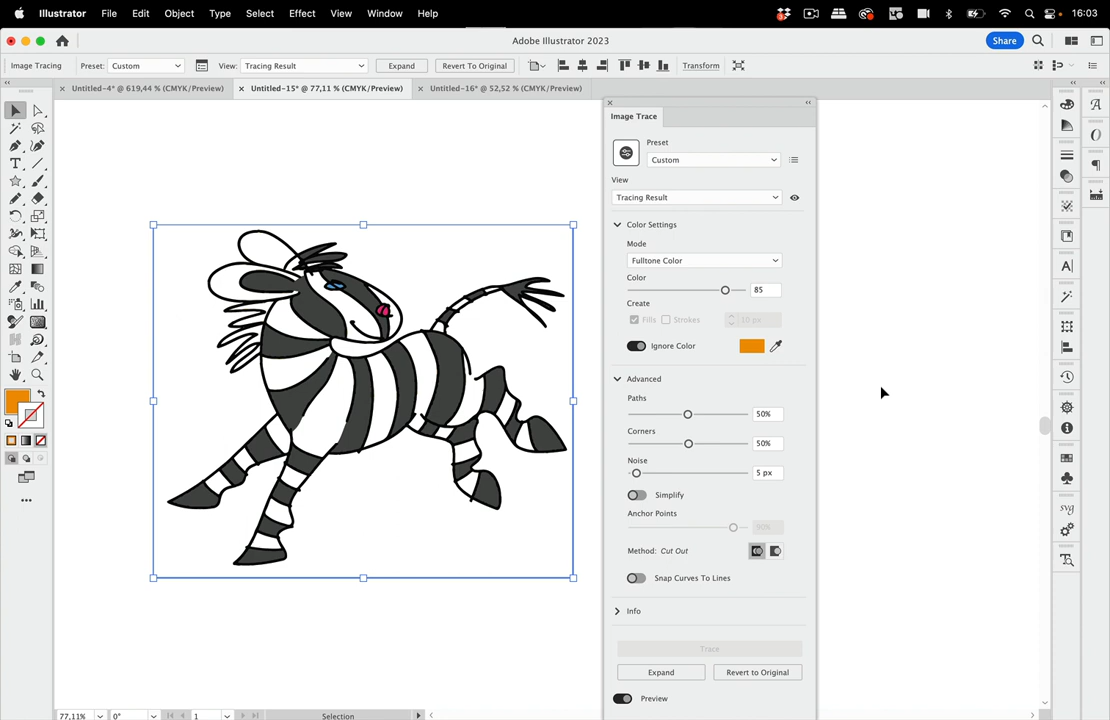 Illustrator File Edit Object Type Select Effect View Window Help 16:03
Adobe Illustrator 2023 Share
Image Tracing Preset: Custom View: Tracing Result Expand Revert To Original Transform
Untitled-4* @ 619,44 % (CMYK/Preview) Untitled-15* @ 77,11 % (CMYK/Preview) Untitled-16* @ 52,52 % (CMYK/Preview)
Image Trace
Preset
Custom
View
Tracing Result
Color Settings
Mode
Fulltone Color
Color
85
Create
Fills Strokes 10 px
Ignore Color
Advanced
Paths
50%
Corners
50%
Noise
5 px
Simplify
Anchor Points
Method: Cut Out
Snap Curves To Lines
Info
Trace
Expand Revert to Original
Preview
77,11% 0° 1 Selection